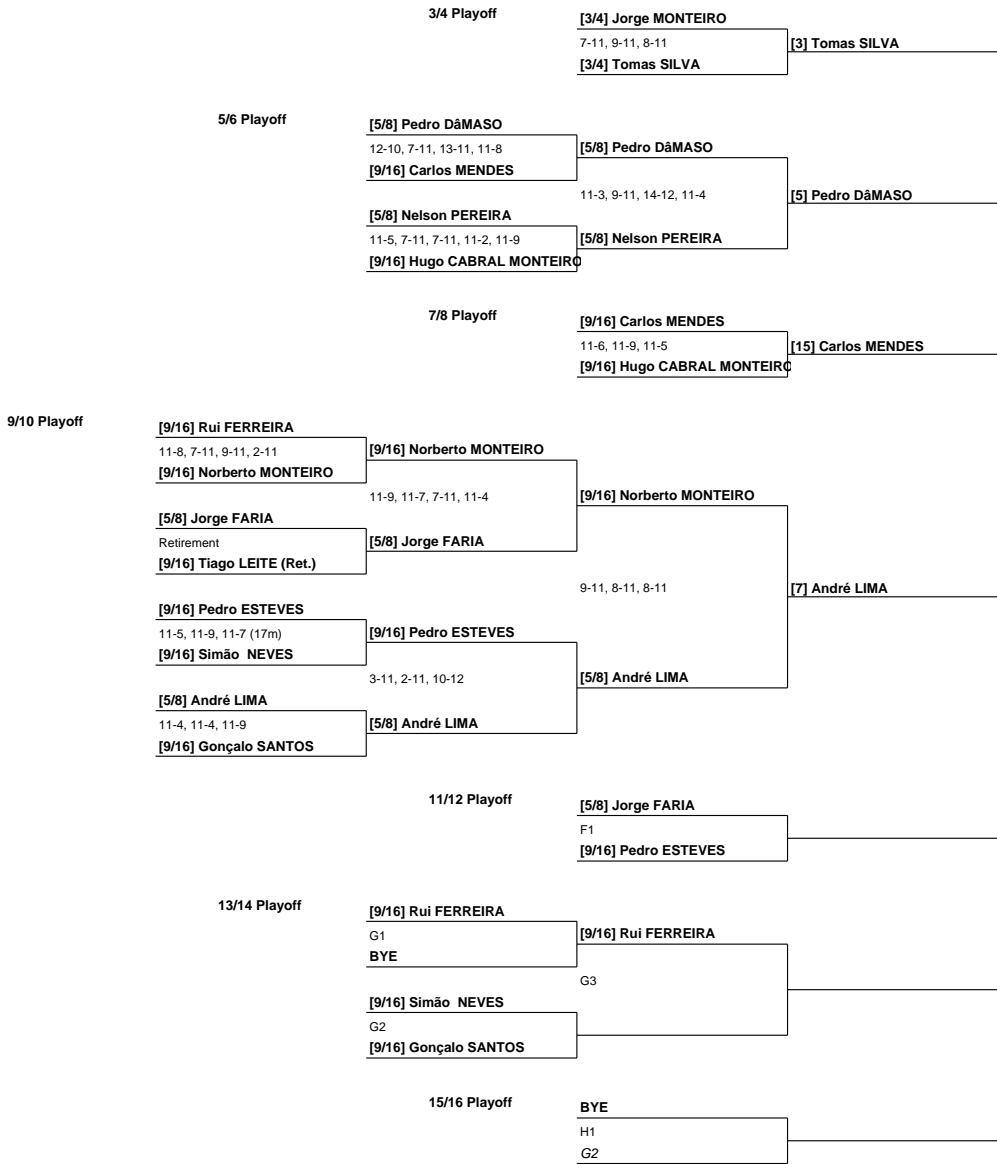 3/4 Playoff
[3/4] Jorge MONTEIRO
7-11, 9-11, 8-11
[3] Tomas SILVA
[3/4] Tomas SILVA
5/6 Playoff
[5/8] Pedro DâMASO
12-10, 7-11, 13-11, 11-8
[5/8] Pedro DâMASO
[9/16] Carlos MENDES
11-3, 9-11, 14-12, 11-4
[5] Pedro DâMASO
[5/8] Nelson PEREIRA
11-5, 7-11, 7-11, 11-2, 11-9
[5/8] Nelson PEREIRA
[9/16] Hugo CABRAL MONTEIRO
7/8 Playoff
[9/16] Carlos MENDES
11-6, 11-9, 11-5
[15] Carlos MENDES
[9/16] Hugo CABRAL MONTEIRO
9/10 Playoff
[9/16] Rui FERREIRA
11-8, 7-11, 9-11, 2-11
[9/16] Norberto MONTEIRO
[9/16] Norberto MONTEIRO
11-9, 11-7, 7-11, 11-4
[9/16] Norberto MONTEIRO
[5/8] Jorge FARIA
Retirement
[5/8] Jorge FARIA
[9/16] Tiago LEITE (Ret.)
9-11, 8-11, 8-11
[7] André LIMA
[9/16] Pedro ESTEVES
11-5, 11-9, 11-7 (17m)
[9/16] Pedro ESTEVES
[9/16] Simão  NEVES
3-11, 2-11, 10-12
[5/8] André LIMA
[5/8] André LIMA
11-4, 11-4, 11-9
[5/8] André LIMA
[9/16] Gonçalo SANTOS
11/12 Playoff
[5/8] Jorge FARIA
F1
[9/16] Pedro ESTEVES
13/14 Playoff
[9/16] Rui FERREIRA
G1
[9/16] Rui FERREIRA
BYE
G3
[9/16] Simão  NEVES
G2
[9/16] Gonçalo SANTOS
15/16 Playoff
BYE
H1
G2